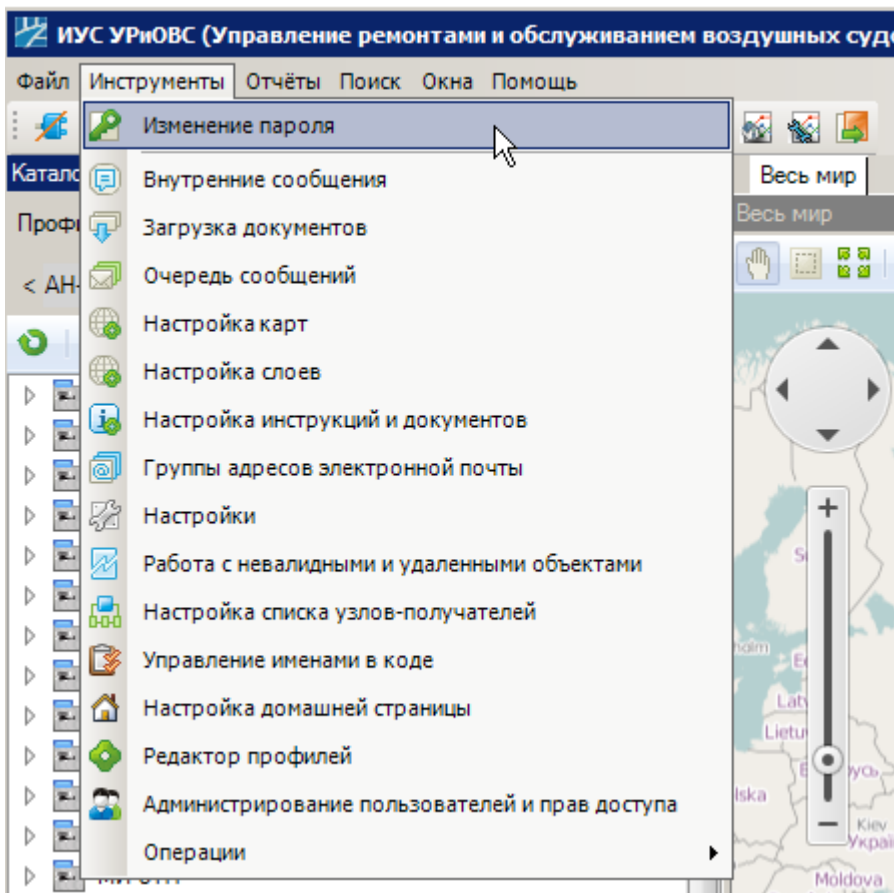 ИУС УРиОВС (Управление ремонтами и обслуживанием воздушных
Файл Инструменты Отчёты Поиск Окна Помощь
Изменение пароля
Весь мир
Внутренние сообщения
Весь мир
Загрузка документов
< АН-
Очередь сообщений
Настройка карт
Настройка слоев
Настройка инструкций и документов
Группы адресов электронной почты
Настройки
Работа с невалидными и удаленными объектами
Настройка списка узлов-получателей
Управление именами в коде
Настройка домашней страницы
Редактор профилей
Администрирование пользователей и прав доступа
Операции
Kiev
Moldova